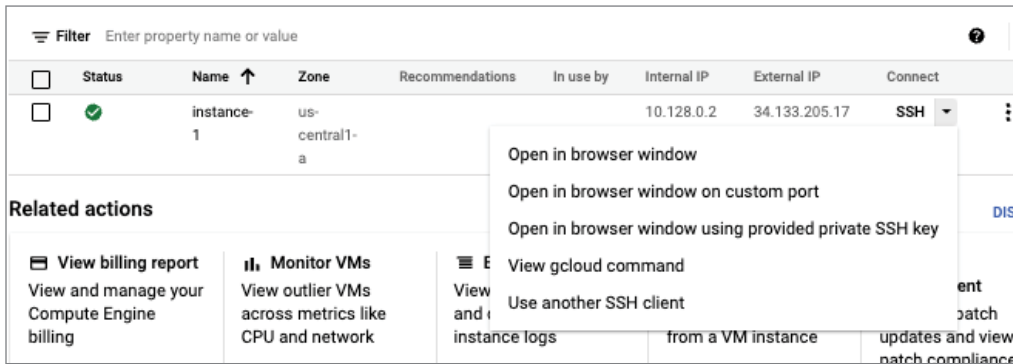 Filter Enter property name or value
Status Name ↑ Zone Recommendations In use by Internal IP External IP Connect
instance- us- 10.128.0.2 34.133.205.17 SSH
1 central1-
a
Open in browser window
Open in browser window on custom port
Open in browser window using provided private SSH key
View gcloud command
Use another SSH client
Related actions
View billing report
View and manage your
Compute Engine
billing
Monitor VMs
View outlier VMs
across metrics like
CPU and network
View
instance logs
from a VM instance
updates and view
patch compliance